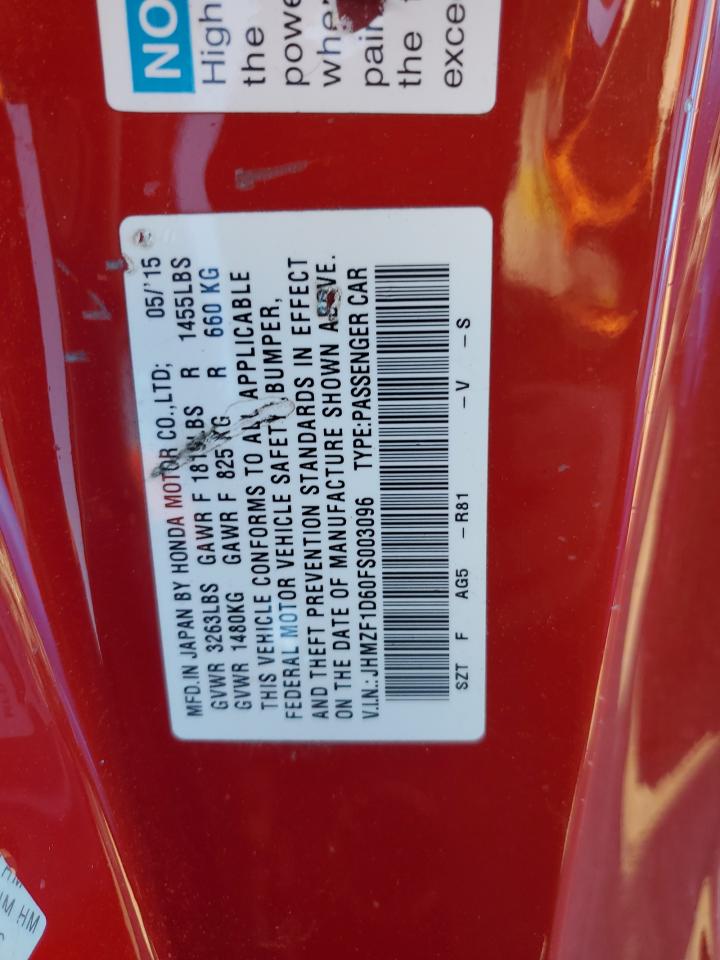 NO
High
the
powe
whe
pain
the f
exce
MFD.IN JAPAN BY HONDA MOTOR CO.,LTD; 05/'15
GVWR 3263LBS GAWR F LBS R 1455LBS
GVWR 1480KG GAWR F 825 KG R 660 KG
THIS VEHICLE CONFORMS TO ALL APPLICABLE
FEDERAL MOTOR VEHICLE SAFETY BUMPER,
AND THEFT PREVENTION STANDARDS IN EFFECT
ON THE DATE OF MANUFACTURE SHOWN ABOVE.
V.I.N.: JHMZF1D60FS003096 TYPE:PASSENGER CAR
SZT F AG5 -R81 -V -S
HM